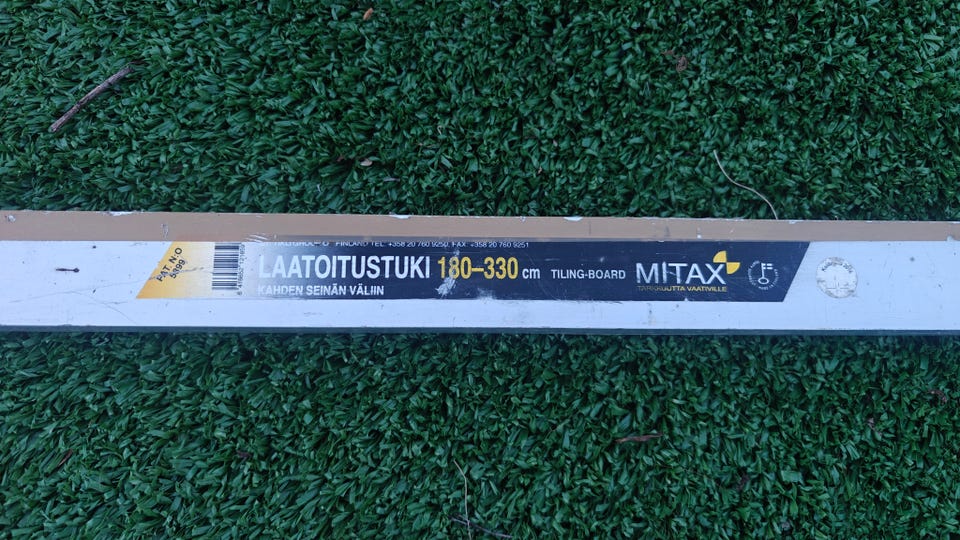 FINLAND TEL. +358 20 760 9250, FAX +358 20 760 9251
PAT. N:O
5399
LAATOITUSTUKI 180–330 cm TILING-BOARD MITAX
KAHDEN SEINÄN VÄLIIN
TARKKUUTTA VAATIVILLE